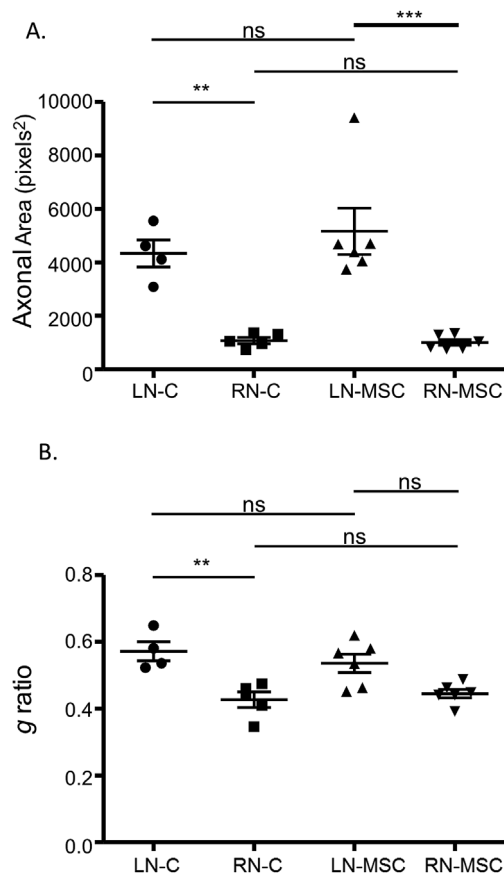 A.
ns
***
ns
**
Axonal Area (pixels²)
10000
8000
6000
4000
2000
0
LN-C RN-C LN-MSC RN-MSC
B.
ns
ns
ns
**
g ratio
0.8
0.6
0.4
0.2
0.0
LN-C RN-C LN-MSC RN-MSC